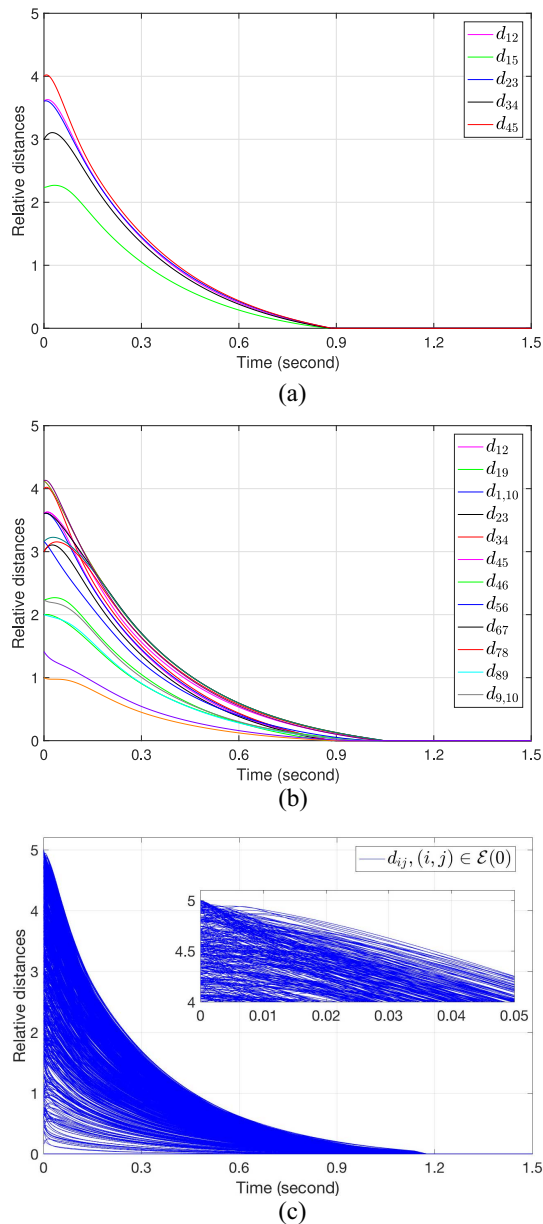 5
4
3
2
1
0
Relative distances
0 0.3 0.6 0.9 1.2 1.5
Time (second)
d12
d15
d23
d34
d45
(a)
5
4
3
2
1
0
Relative distances
0 0.3 0.6 0.9 1.2 1.5
Time (second)
d12
d19
d1,10
d23
d34
d45
d46
d56
d67
d78
d89
d9,10
(b)
5
4
3
2
1
0
Relative distances
dij, (i, j) ∈ ℰ(0)
5
4.5
4
0 0.01 0.02 0.03 0.04 0.05
0 0.3 0.6 0.9 1.2 1.5
Time (second)
(c)